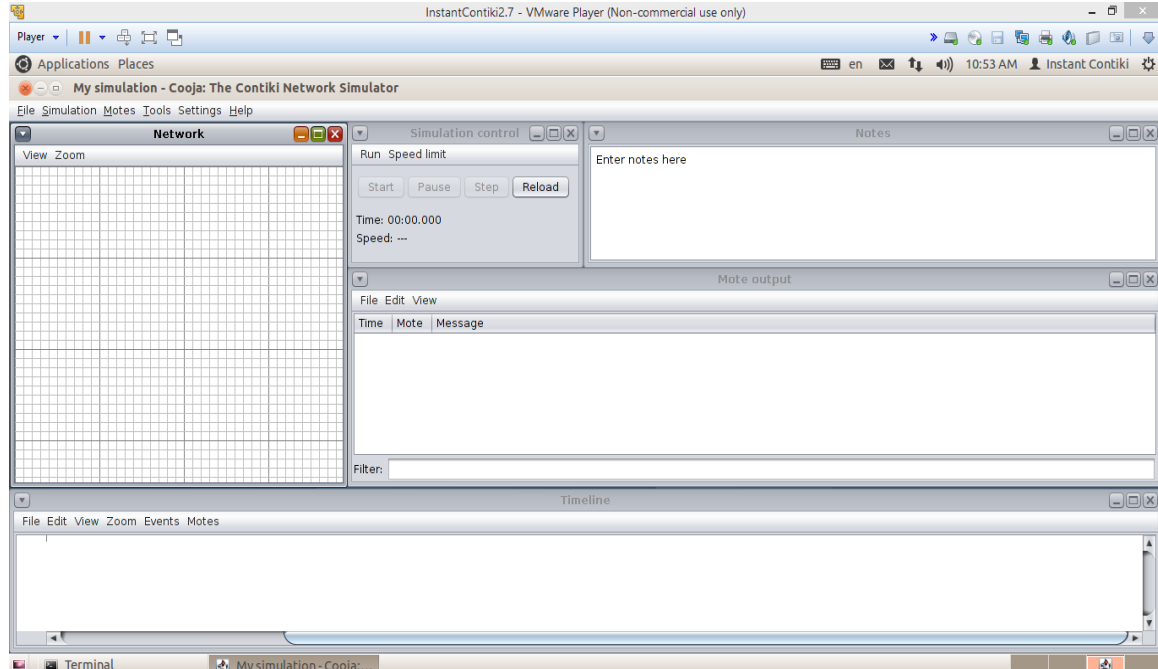 InstantContiki2.7 - VMware Player (Non-commercial use only)
Player
Applications Places
en 10:53 AM Instant Contiki
My simulation - Cooja: The Contiki Network Simulator
File Simulation Motes Tools Settings Help
Network
View Zoom
Simulation control
Run Speed limit
Start Pause Step Reload
Time: 00:00.000
Speed: ---
Notes
Enter notes here
Mote output
File Edit View
Time Mote Message
Filter:
Timeline
File Edit View Zoom Events Motes
Terminal My simulation - Cooja: ...